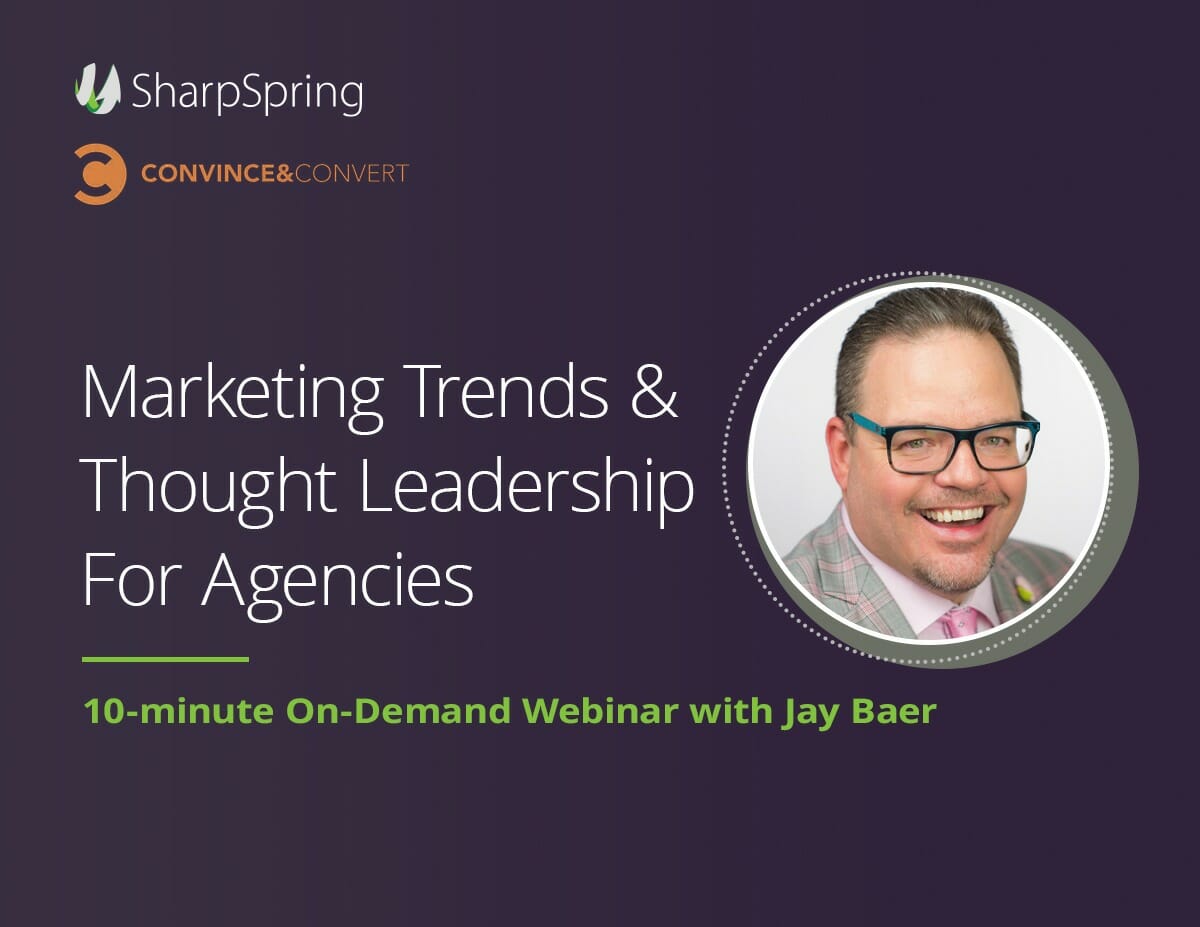 SharpSpring
CONVINCE&CONVERT
Marketing Trends &
Thought Leadership
For Agencies
10-minute On-Demand Webinar with Jay Baer